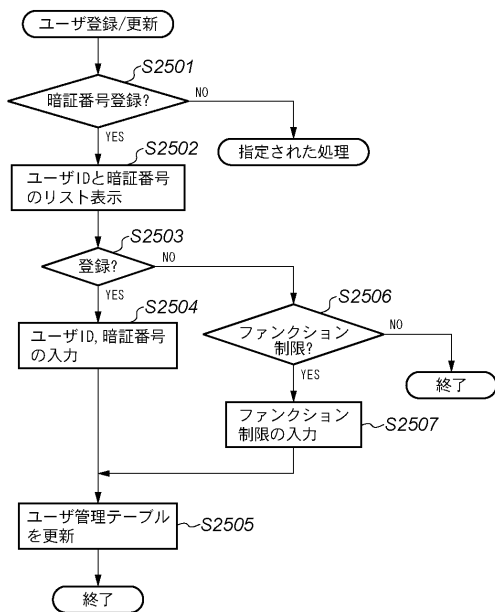 ユーザ登録/更新
S2501
暗証番号登録?
NO
YES
指定された処理
S2502
ユーザIDと暗証番号
のリスト表示
S2503
登録?
NO
YES
S2504
ユーザID,暗証番号
の入力
S2506
ファンクション
制限?
NO
YES
終了
ファンクション
制限の入力
S2507
ユーザ管理テーブル
を更新
S2505
終了